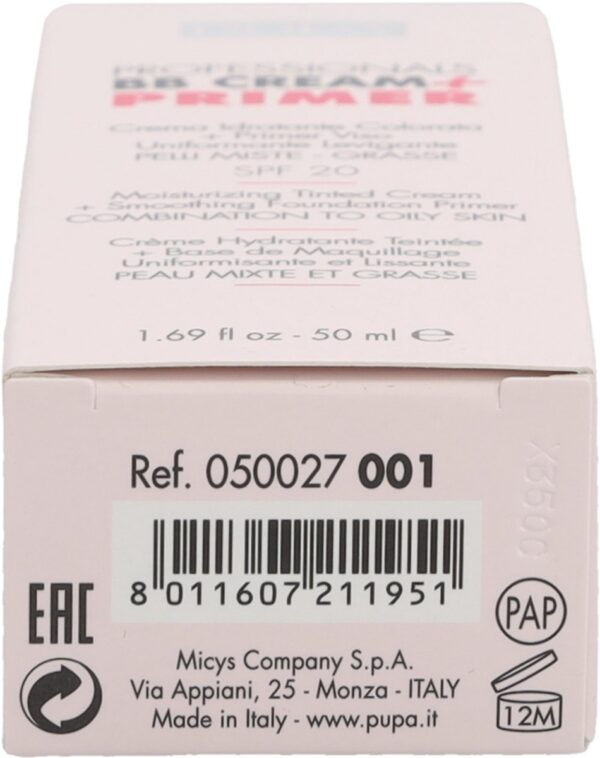 PROFESSIONALS
BB CREAM+
PRIMER
Crema Idratante Colorata
+ Primer Viso
Uniformante Levigante
PELLI MISTE - GRASSE
SPF 20
Moisturizing Tinted Cream
+ Smoothing Foundation Primer
COMBINATION TO OILY SKIN
Crème Hydratante Teintée
+ Base de Maquillage
Uniformisante et Lissante
PEAU MIXTE ET GRASSE
1.69 fl oz - 50 ml ℮
Ref. 050027 001
8 011607 211951
EAC
PAP
Micys Company S.p.A.
Via Appiani, 25 - Monza - ITALY
Made in Italy - www.pupa.it
12M